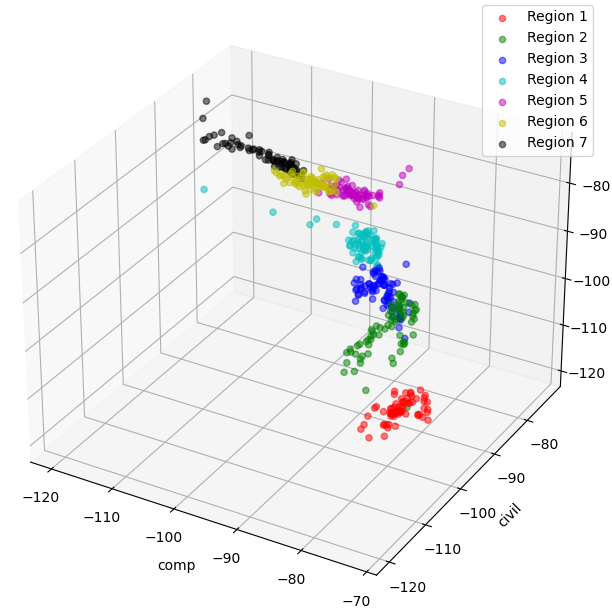 Region 1
Region 2
Region 3
Region 4
Region 5
Region 6
Region 7
−80
−90
−100
−110
−120
−80
−90
−100
−110
−120
civil
−120
−110
−100
−90
−80
−70
comp